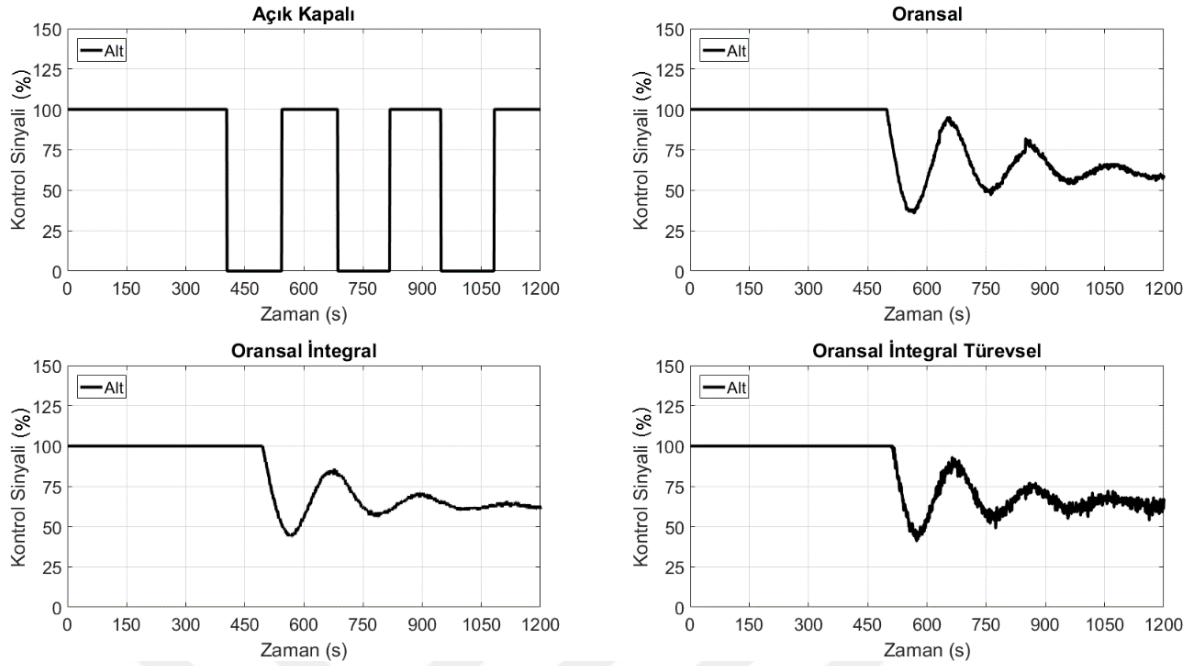 Açık Kapalı
150
125
100
75
50
25
0
Alt
Kontrol Sinyali (%)
0 150 300 450 600 750 900 1050 1200
Zaman (s)
Oransal
150
125
100
75
50
25
0
Alt
Kontrol Sinyali (%)
0 150 300 450 600 750 900 1050 1200
Zaman (s)
Oransal İntegral
150
125
100
75
50
25
0
Alt
Kontrol Sinyali (%)
0 150 300 450 600 750 900 1050 1200
Zaman (s)
Oransal İntegral Türevsel
150
125
100
75
50
25
0
Alt
Kontrol Sinyali (%)
0 150 300 450 600 750 900 1050 1200
Zaman (s)